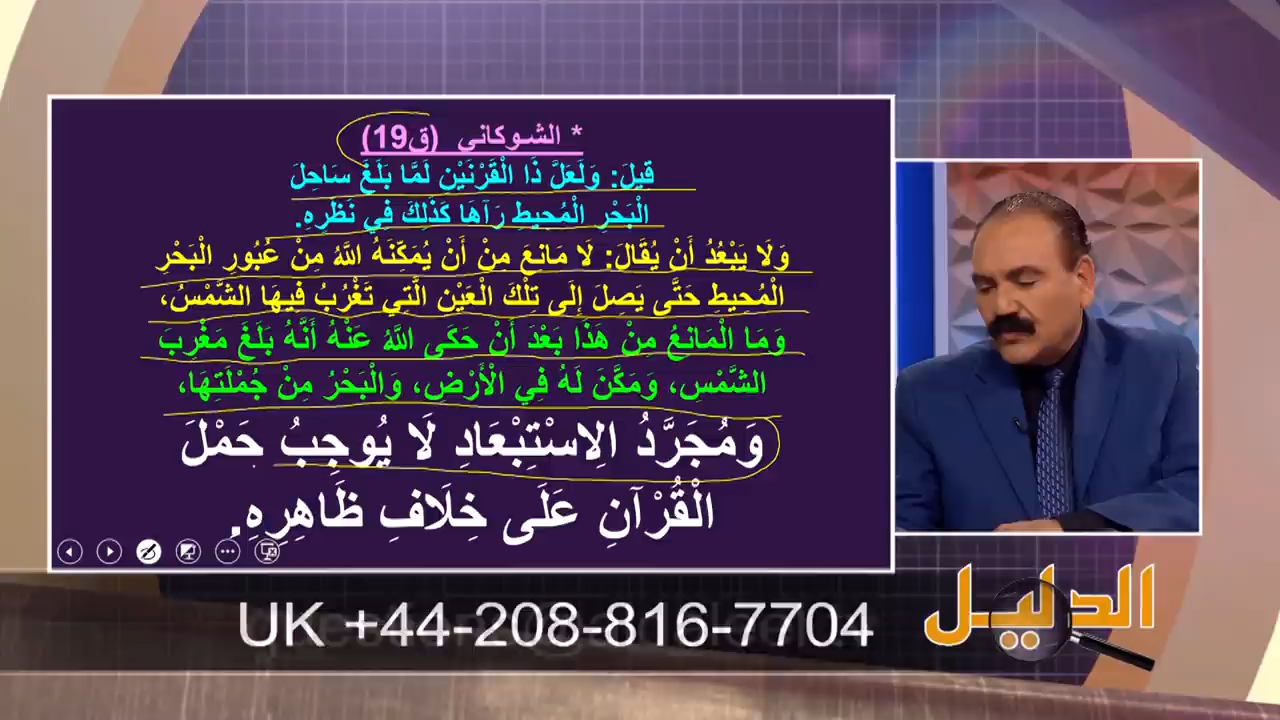 * الشوكاني (ق19)
قِيلَ: وَلَعَلَّ ذَا الْقَرْنَيْنِ لَمَّا بَلَغَ سَاحِلَ
الْبَحْرِ الْمُحِيطِ رَآهَا كَذَلِكَ فِي نَظَرِهِ.
وَلَا يَبْعُدُ أَنْ يُقَالَ: لَا مَانِعَ مِنْ أَنْ يُمَكِّنَهُ اللَّهُ مِنْ عُبُورِ الْبَحْرِ
الْمُحِيطِ حَتَّى يَصِلَ إِلَى تِلْكَ الْعَيْنِ الَّتِي تَغْرُبُ فِيهَا الشَّمْسُ،
وَمَا الْمَانِعُ مِنْ هَذَا بَعْدَ أَنْ حَكَى اللَّهُ عَنْهُ أَنَّهُ بَلَغَ مَغْرِبَ
الشَّمْسِ، وَمَكَّنَ لَهُ فِي الْأَرْضِ، وَالْبَحْرُ مِنْ جُمْلَتِهَا،
وَمُجَرَّدُ الِاسْتِبْعَادِ لَا يُوجِبُ حَمْلَ
الْقُرْآنِ عَلَى خِلَافِ ظَاهِرِهِ.
UK +44-208-816-7704
الدليل